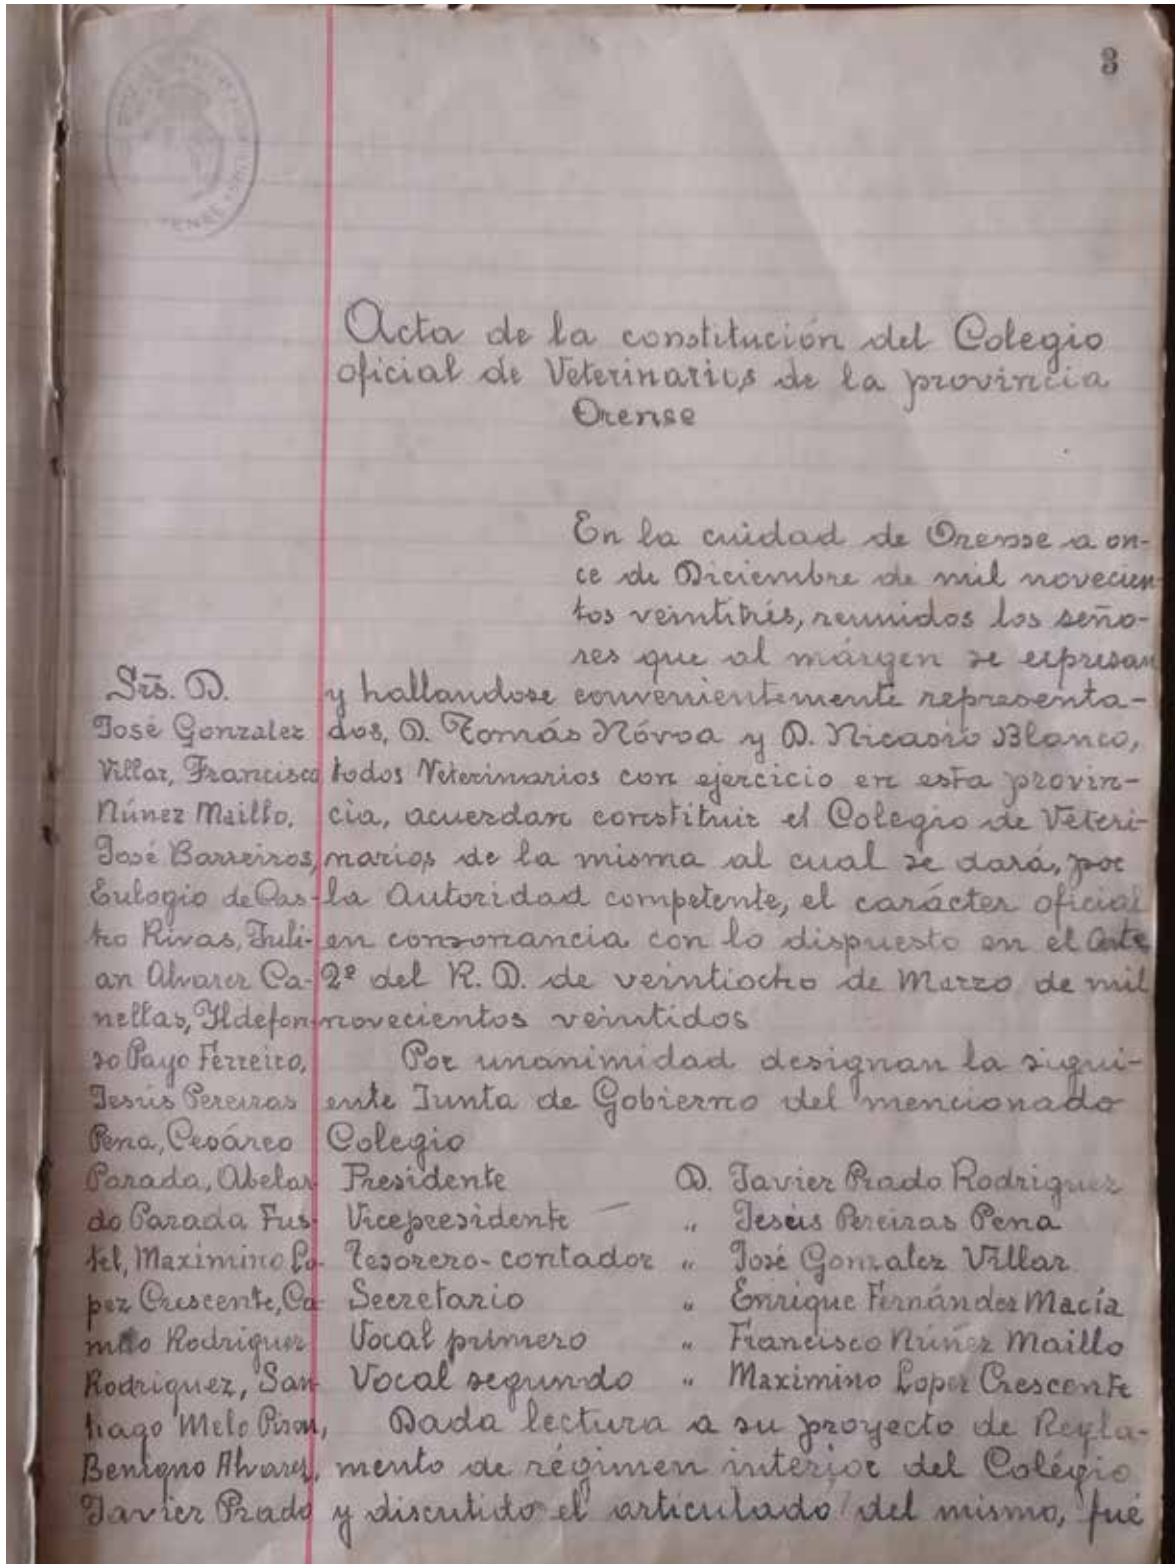 3
Acta de la constitución del Colegio
oficial de Veterinarios de la provincia
Orense
En la cuidad de Orense a on-
ce de Diciembre de mil novecien
tos veintitrés, reunidos los seño-
res que al márgen se expresan
y hallandose convenientemente representa-
dos, D. Tomás Nóvoa y D. Nicasio Blanco,
todos Veterinarios con ejercicio en esta provin-
cia, acuerdan constituir el Colegio de Veteri-
narios de la misma al cual se dará, por
la Autoridad competente, el carácter oficial
en consonancia con lo dispuesto en el
2º del R. D. de veintiocho de Marzo de mil
novecientos veintidos
Por unanimidad designan la sigui-
ente Junta de Gobierno del mencionado
Colegio
Presidente D. Javier Prado Rodriguez
Vicepresidente " Jesús Pereiras Pena
Tesorero-contador " José Gonzalez Villar
Secretario " Enrique Fernández Macía
Vocal primero " Francisco Núñez Maillo
Vocal segundo " Maximino Lopez Crescente
Dada lectura a su proyecto de Regla-
mento de régimen interior del Colégio
y discutido el articulado del mismo, fué
Srs. D.
José Gonzalez
Villar, Francisco
Núnez Maillo,
José Barreiros,
Eulogio de Cas-
tro Rivas, Juli-
an Alvarez Ca-
nellas, Ildefon-
so Payo Ferreiro,
Jesús Pereiras
Pena, Cesáreo
Parada, Abelar-
do Parada Fus-
tel, Maximino Lo-
pez Crescente, Ca-
milo Rodriguez
Rodriguez, San-
tiago Melo
Benigno Alvarez,
Javier Prado